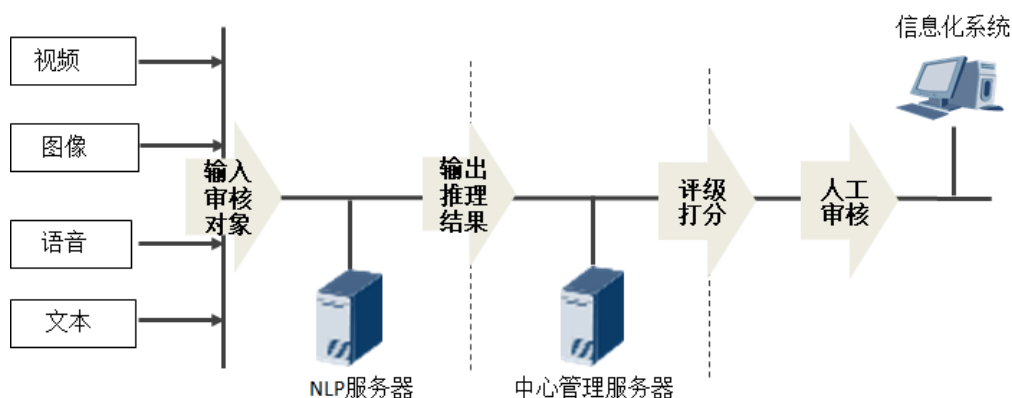 信息化系统
视频
图像
语音
文本
输入
审核
对象
输出
推理
结果
评级
打分
人工
审核
NLP服务器
中心管理服务器